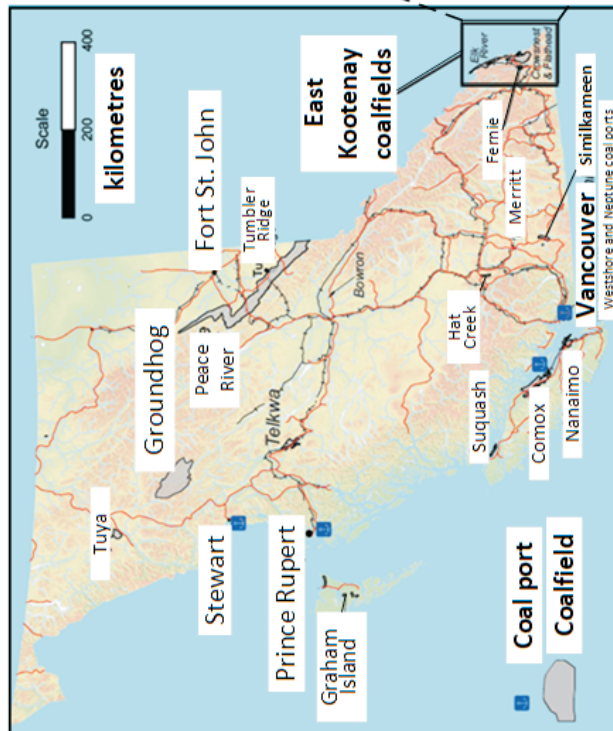 Scale
0 200 400
kilometres
Fort St. John
Tumbler
Ridge
Tu
Groundhog
Peace
River
Tuya
Stewart
Telkwa
Bowron
Prince Rupert
Graham
Island
East
Kootenay
coalfields
Elk
River
Crowsnest
& Flathead
Fernie
Merritt
Similkameen
Hat
Creek
Vancouver
Westshore and Neptune coal ports
Suquash
Comox
Nanaimo
Coal port
Coalfield